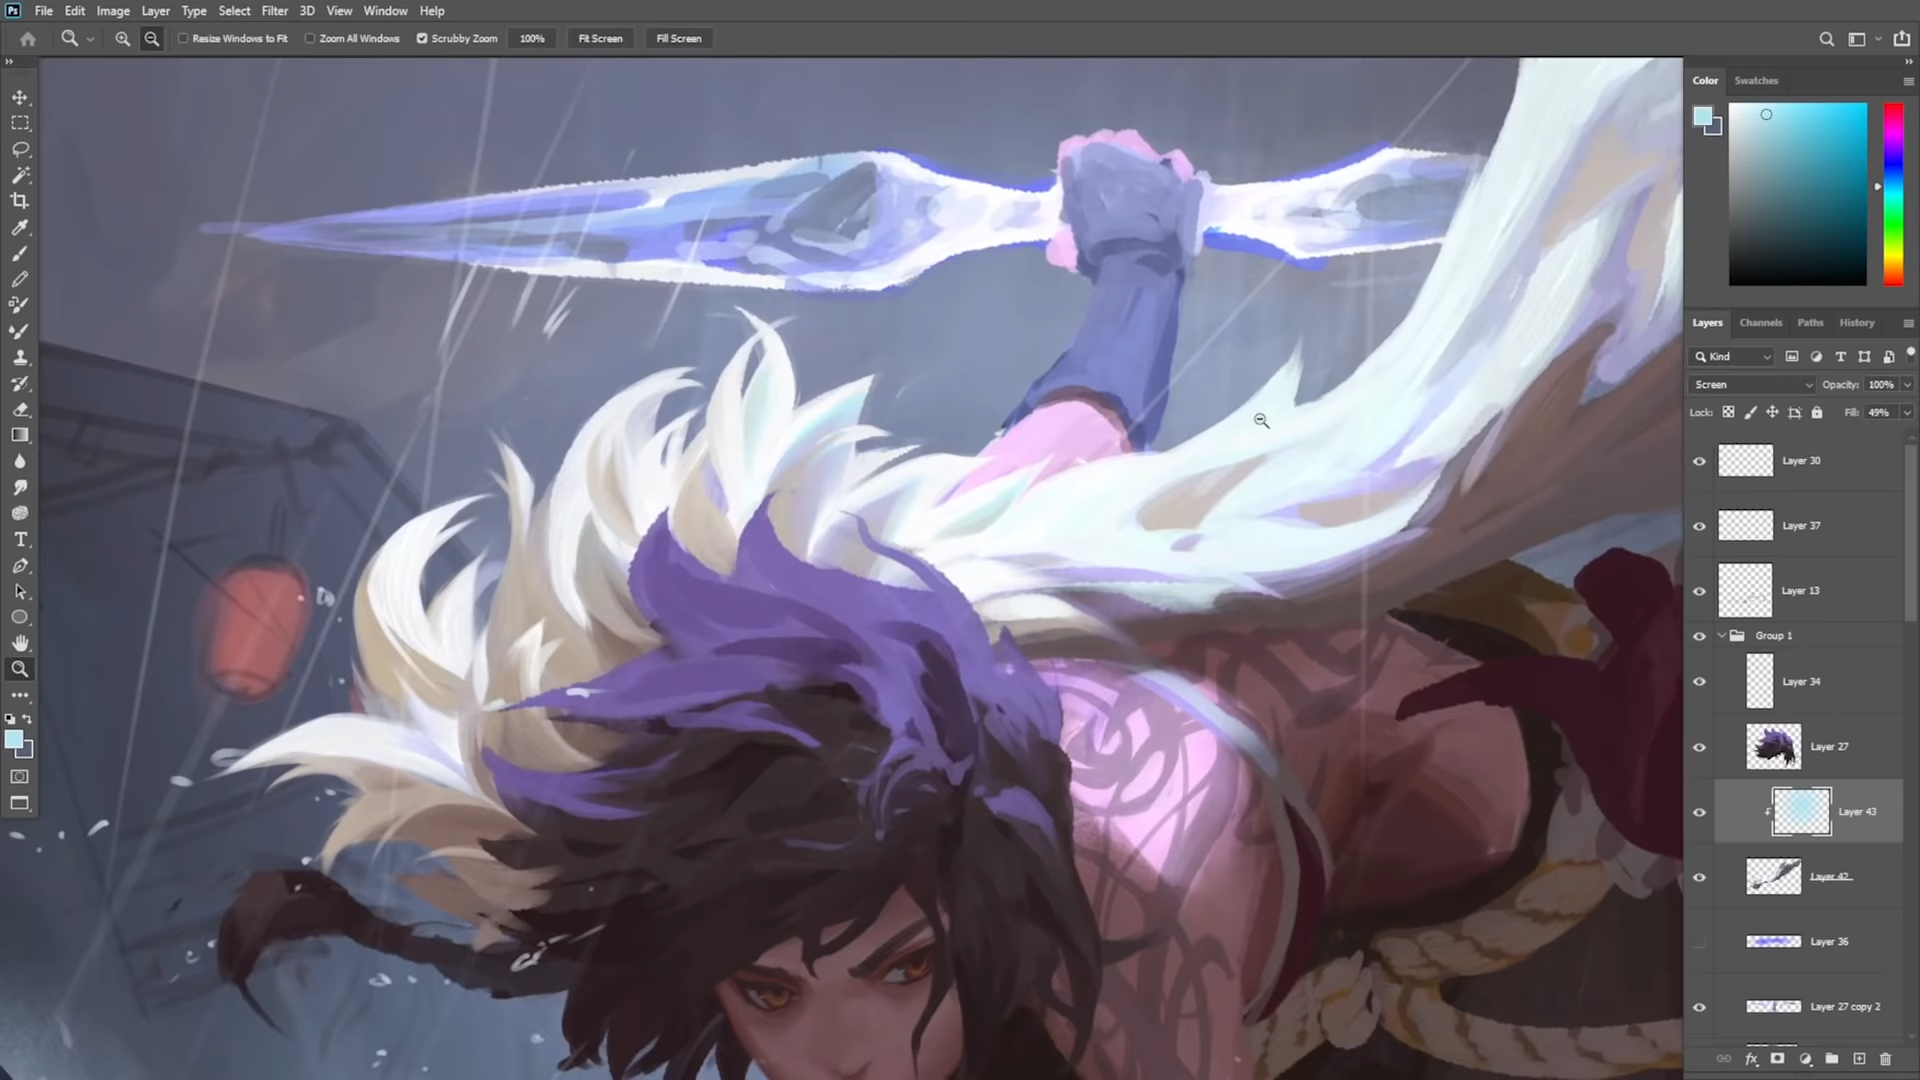 Ps File Edit Image Layer Type Select Filter 3D View Window Help
Resize Windows to Fit Zoom All Windows Scrubby Zoom 100% Fit Screen Fill Screen
Color Swatches
Layers Channels Paths History
Kind
Screen Opacity: 100%
Lock: Fill: 49%
Layer 30
Layer 37
Layer 13
Group 1
Layer 34
Layer 27
Layer 43
Layer 42
Layer 36
Layer 27 copy 2